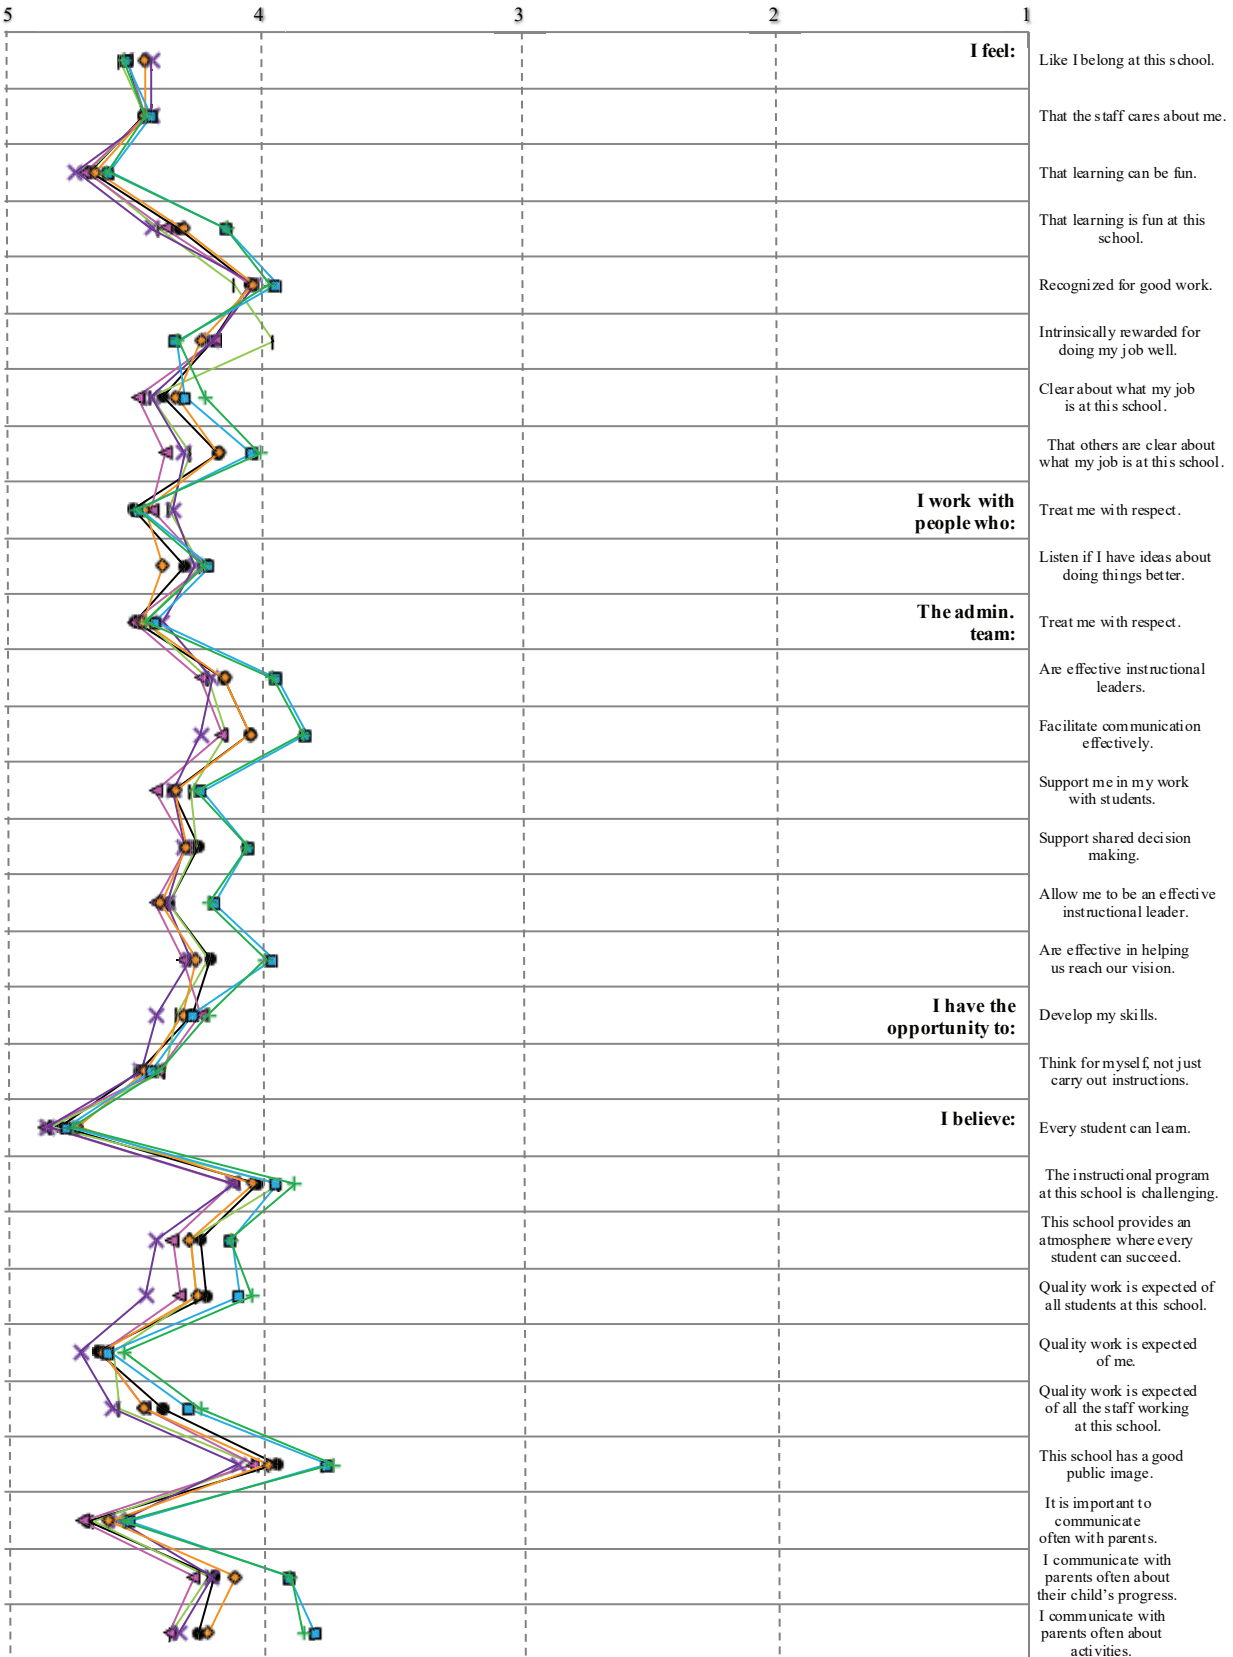 5 4 3 2 1
I feel:
Like I belong at this school.
That the staff cares about me.
That learning can be fun.
That learning is fun at this
school.
Recognized for good work.
Intrinsically rewarded for
doing my job well.
Clear about what my job
is at this school.
That others are clear about
what my job is at this school.
I work with
people who:
Treat me with respect.
Listen if I have ideas about
doing things better.
The admin.
team:
Treat me with respect.
Are effective instructional
leaders.
Facilitate communication
effectively.
Support me in my work
with students.
Support shared decision
making.
Allow me to be an effective
instructional leader.
Are effective in helping
us reach our vision.
I have the
opportunity to:
Develop my skills.
Think for myself, not just
carry out instructions.
I believe:
Every student can learn.
The instructional program
at this school is challenging.
This school provides an
atmosphere where every
student can succeed.
Quality work is expected of
all students at this school.
Quality work is expected
of me.
Quality work is expected
of all the staff working
at this school.
This school has a good
public image.
It is important to
communicate
often with parents.
I communicate with
parents often about
their child's progress.
I communicate with
parents often about
activities.